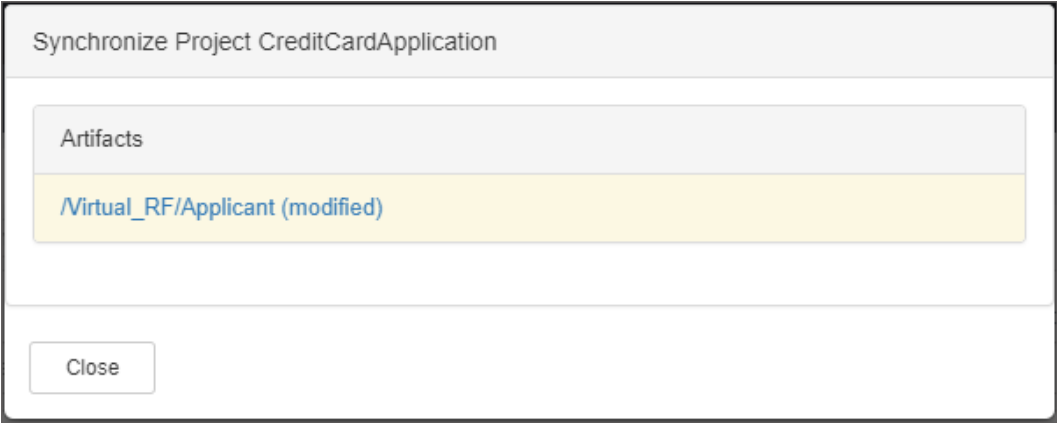 Synchronize Project CreditCardApplication
Artifacts
/Virtual_RF/Applicant (modified)
Close